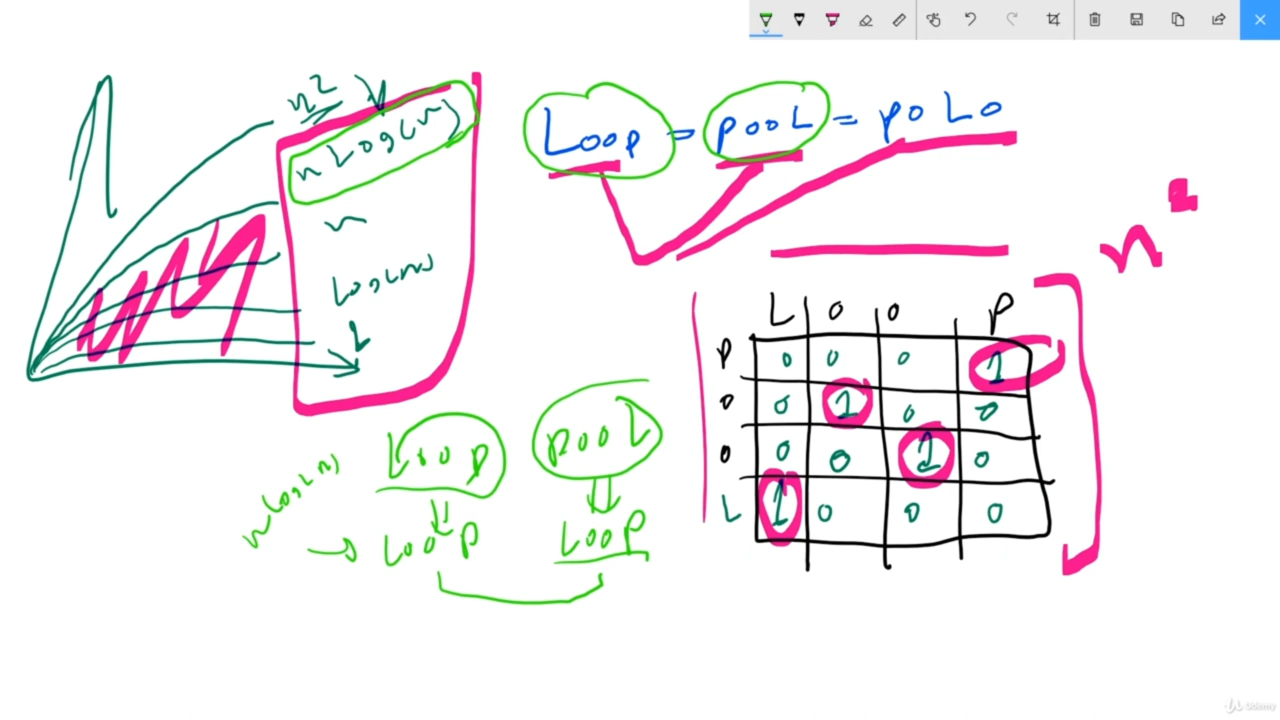 n²
n Log(n)
n
Log(n)
1
Loop = pooL = poLo
n²
L o o p
p 0 0 0 1
o 0 1 0 0
o 0 0 1 0
L 1 0 0 0
n Log(n)
Loop pooL
Loop Loop
Udemy